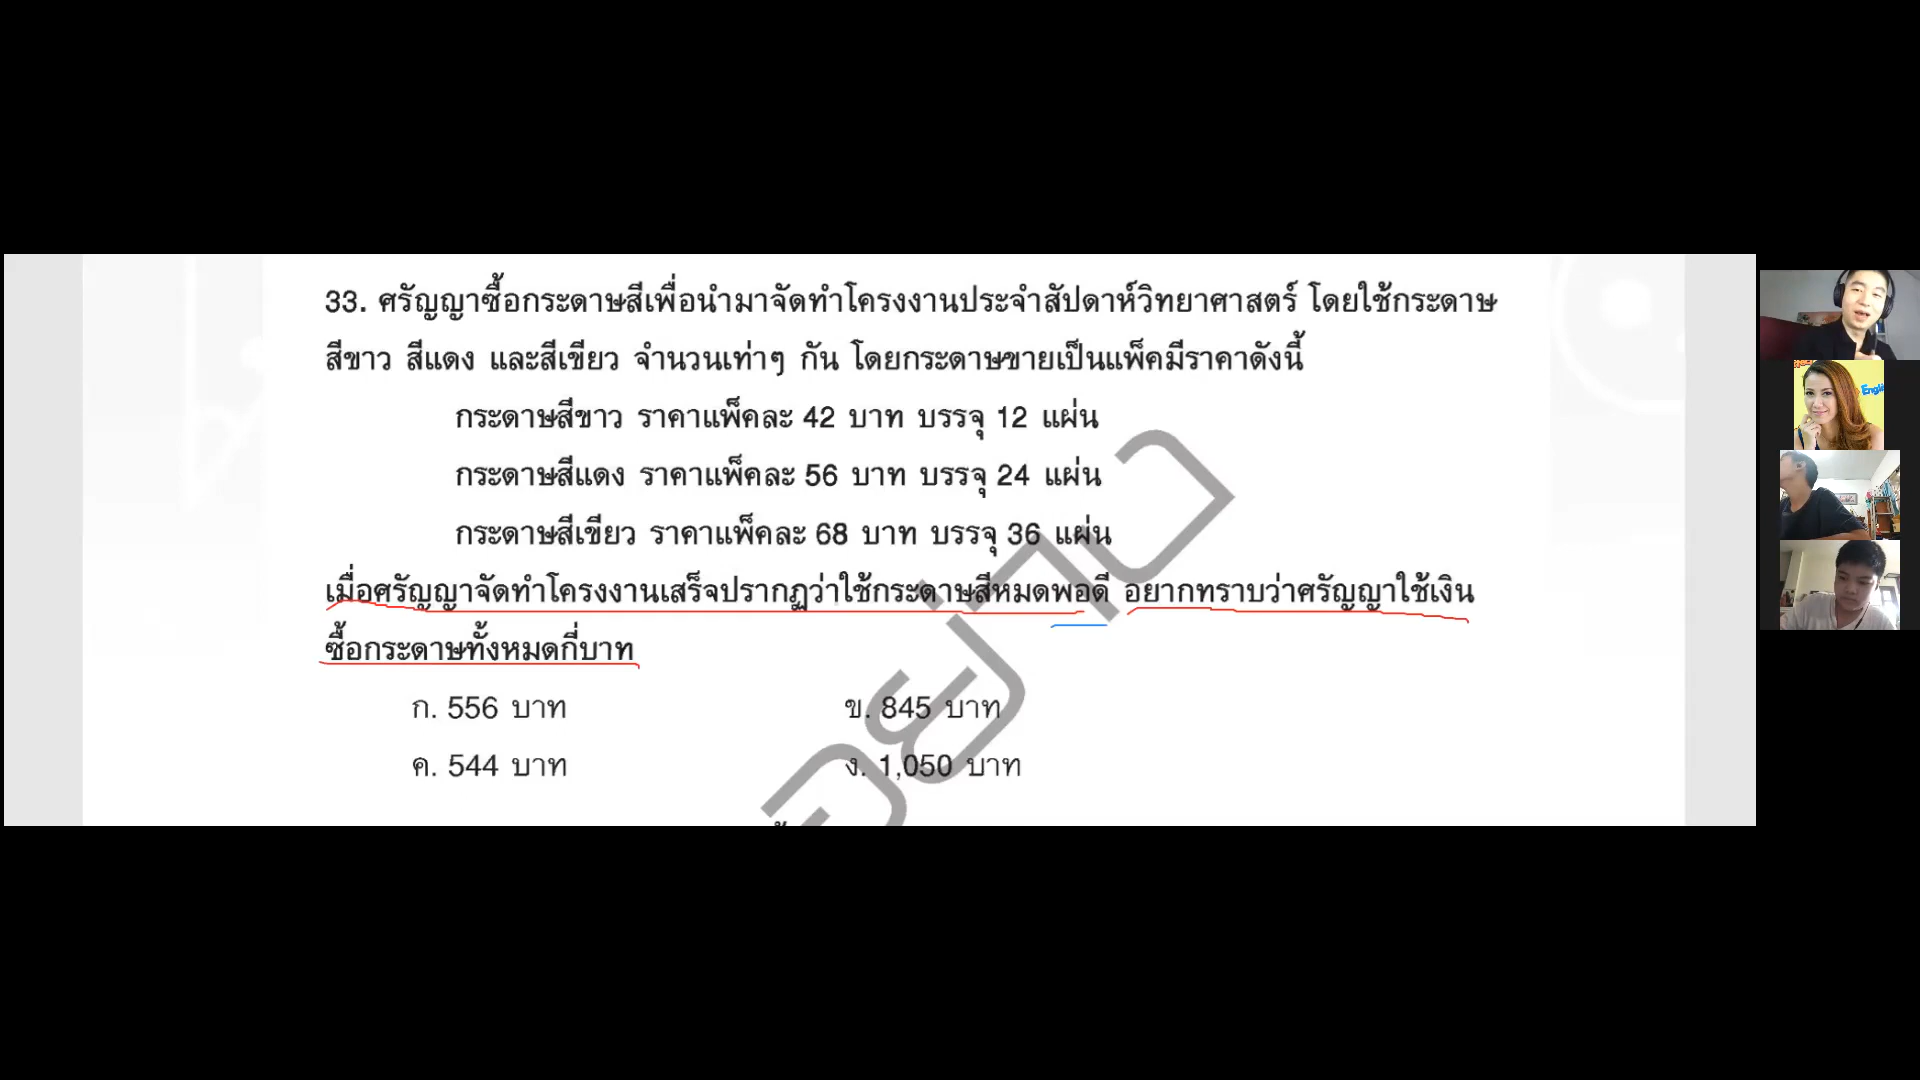 33. ศรัญญาซื้อกระดาษสีเพื่อนำมาจัดทำโครงงานประจำสัปดาห์วิทยาศาสตร์ โดยใช้กระดาษ
สีขาว สีแดง และสีเขียว จำนวนเท่าๆ กัน โดยกระดาษขายเป็นแพ็คมีราคาดังนี้
กระดาษสีขาว ราคาแพ็คละ 42 บาท บรรจุ 12 แผ่น
กระดาษสีแดง ราคาแพ็คละ 56 บาท บรรจุ 24 แผ่น
กระดาษสีเขียว ราคาแพ็คละ 68 บาท บรรจุ 36 แผ่น
เมื่อศรัญญาจัดทำโครงงานเสร็จปรากฏว่าใช้กระดาษสีหมดพอดี อยากทราบว่าศรัญญาใช้เงิน
ซื้อกระดาษทั้งหมดกี่บาท
ก. 556 บาท ข. 845 บาท
ค. 544 บาท ง. 1,050 บาท